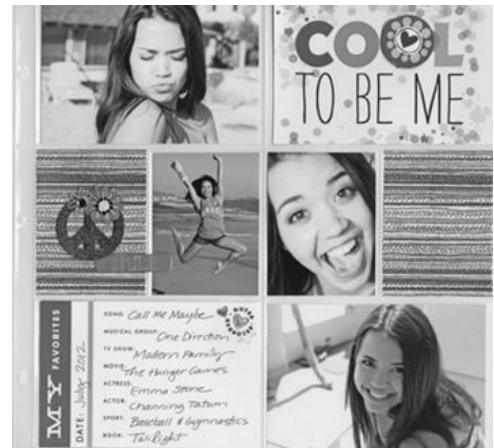 COOL
TO BE ME
MY FAVORITES
DATE: July 2012
SONG: Call Me Maybe
MUSICAL GROUP: One Direction
TV SHOW: Modern Family
MOVIE: The Hunger Games
ACTRESS: Emma Stone
ACTOR: Channing Tatum
SPORT: Baseball & Gymnastics
BOOK: Twilight